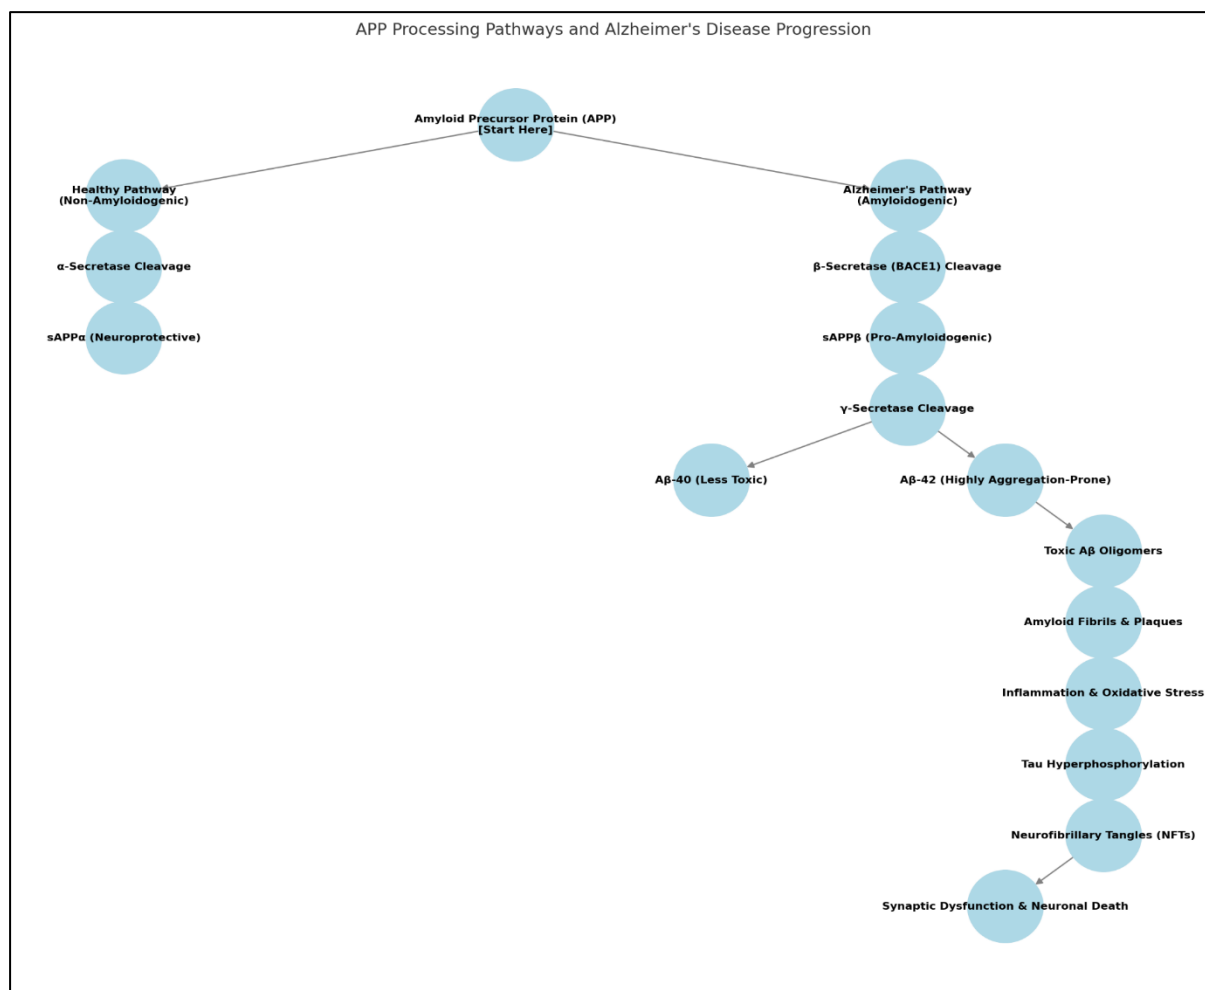 APP Processing Pathways and Alzheimer's Disease Progression
Amyloid Precursor Protein (APP)
[Start Here]
Healthy Pathway
(Non-Amyloidogenic)
Alzheimer's Pathway
(Amyloidogenic)
α-Secretase Cleavage
β-Secretase (BACE1) Cleavage
sAPPα (Neuroprotective)
sAPPβ (Pro-Amyloidogenic)
γ-Secretase Cleavage
Aβ-40 (Less Toxic)
Aβ-42 (Highly Aggregation-Prone)
Toxic Aβ Oligomers
Amyloid Fibrils & Plaques
Inflammation & Oxidative Stress
Tau Hyperphosphorylation
Neurofibrillary Tangles (NFTs)
Synaptic Dysfunction & Neuronal Death